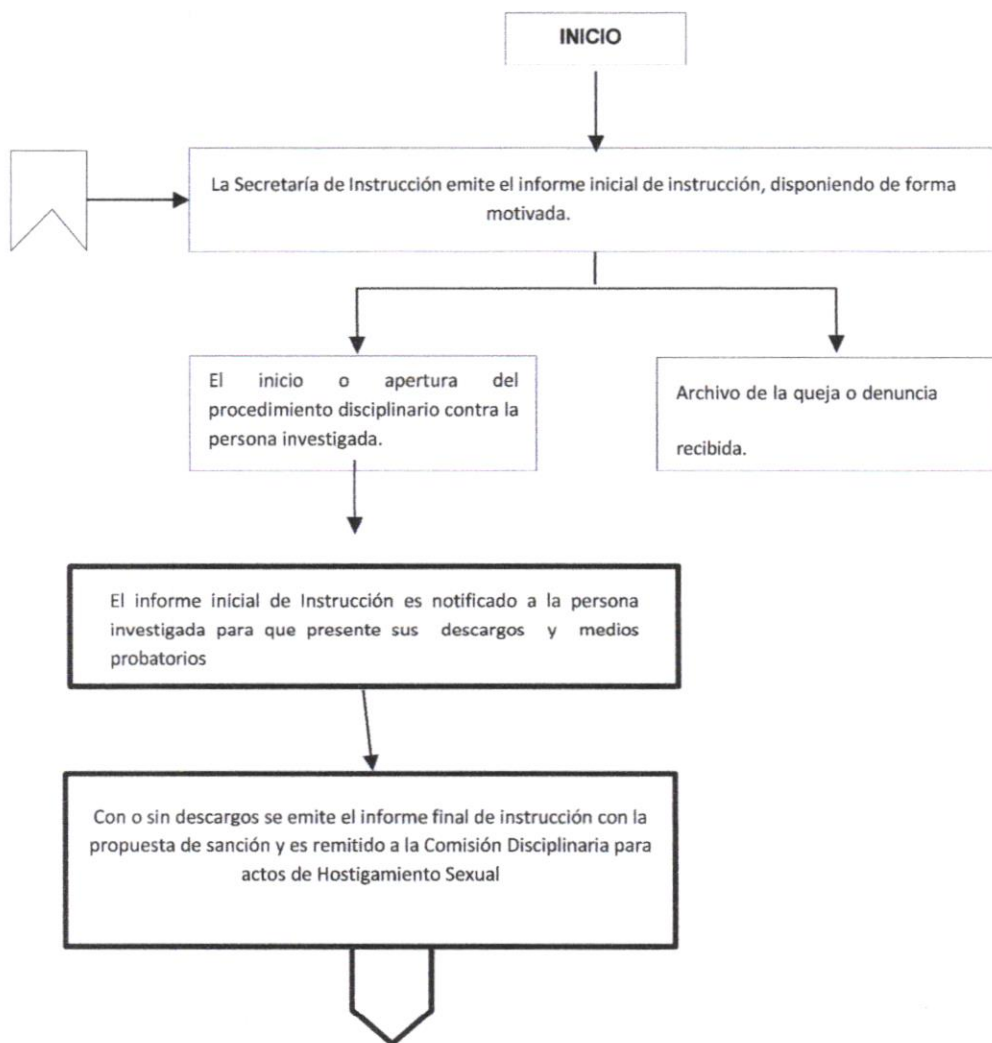 INICIO
La Secretaría de Instrucción emite el informe inicial de instrucción, disponiendo de forma
motivada.
El inicio o apertura del
procedimiento disciplinario contra la
persona investigada.
Archivo de la queja o denuncia
recibida.
El informe inicial de Instrucción es notificado a la persona
investigada para que presente sus descargos y medios
probatorios
Con o sin descargos se emite el informe final de instrucción con la
propuesta de sanción y es remitido a la Comisión Disciplinaria para
actos de Hostigamiento Sexual